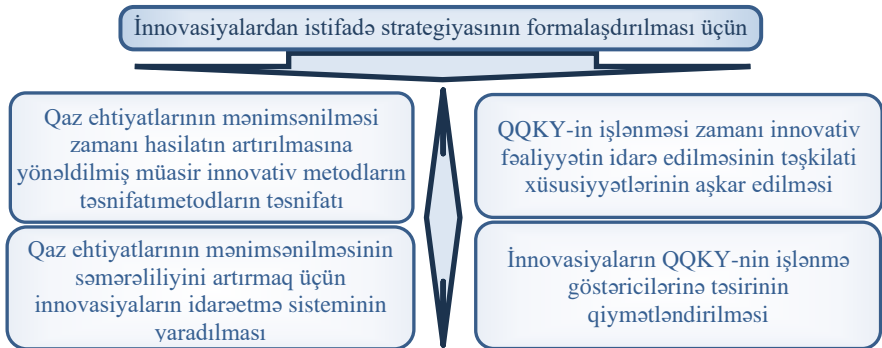 İnnovasiyalardan istifadə strategiyasının formalaşdırılması üçün
Qaz ehtiyatlarının mənimsənilməsi
zamanı hasilatın artırılmasına
yönəldilmiş müasir innovativ metodların
təsnifatımetodların təsnifatı
QQKY-in işlənməsi zamanı innovativ
fəaliyyətin idarə edilməsinin təşkilati
xüsusiyyətlərinin aşkar edilməsi
Qaz ehtiyatlarının mənimsənilməsinin
səmərəliliyini artırmaq üçün
innovasiyaların idarəetmə sisteminin
yaradılması
İnnovasiyaların QQKY-nin işlənmə
göstəricilərinə təsirinin
qiymətləndirilməsi